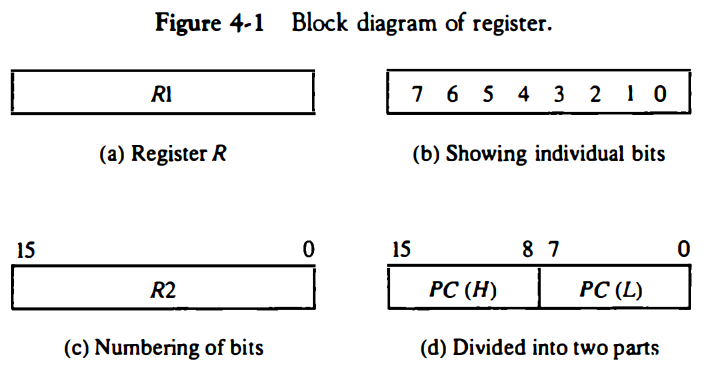 Figure 4-1 Block diagram of register.
R1
7 6 5 4 3 2 1 0
(a) Register R
(b) Showing individual bits
15 0
15 8 7 0
R2
PC (H) PC (L)
(c) Numbering of bits
(d) Divided into two parts